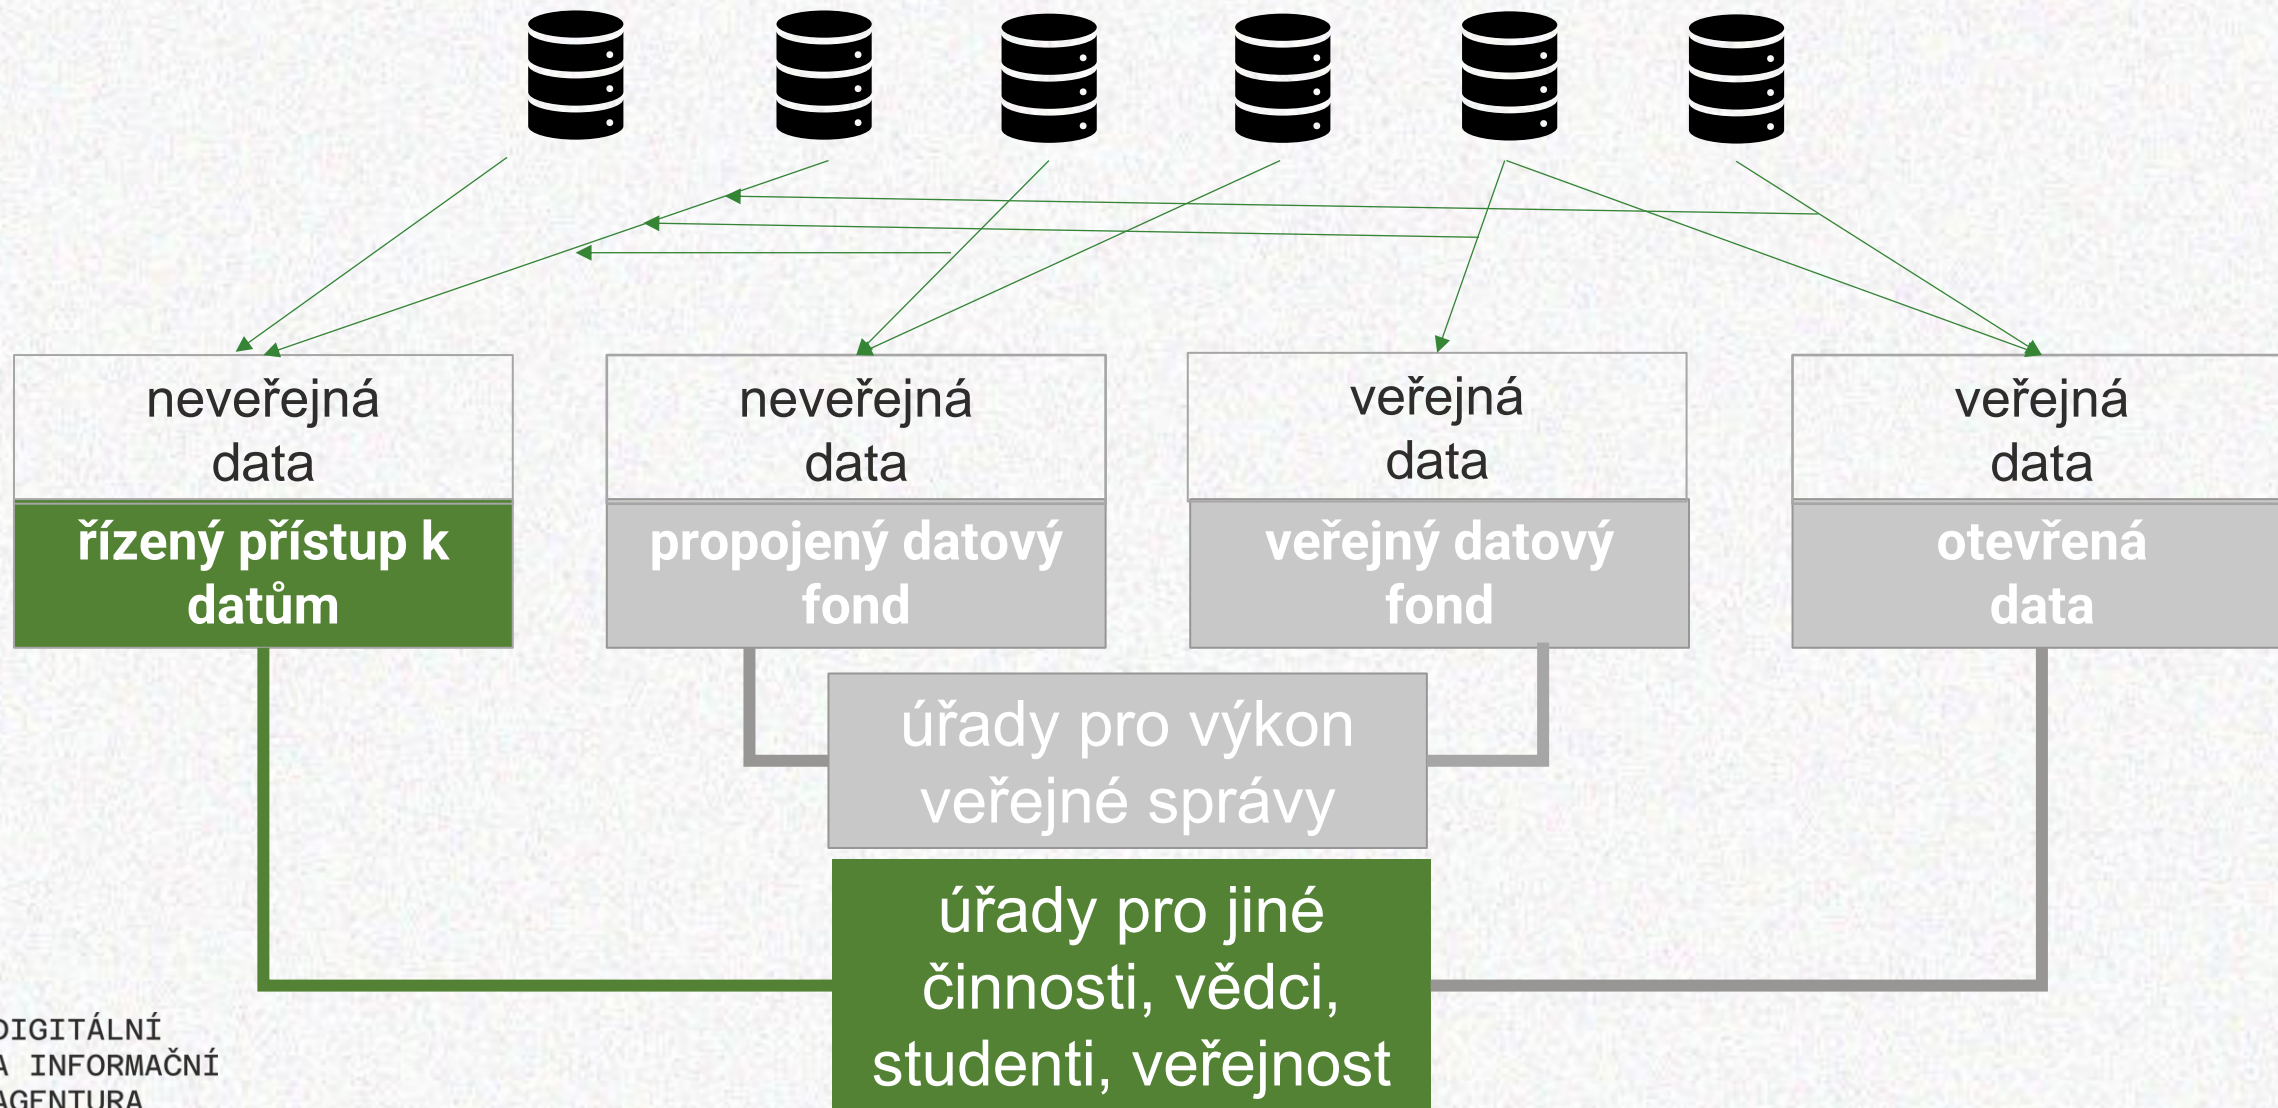 neveřejná
data
řízený přístup k
datům
neveřejná
data
propojený datový
fond
veřejná
data
veřejný datový
fond
veřejná
data
otevřená
data
úřady pro výkon
veřejné správy
úřady pro jiné
činnosti, vědci,
studenti, veřejnost
DIGITÁLNÍ
A INFORMAČNÍ
AGENTURA